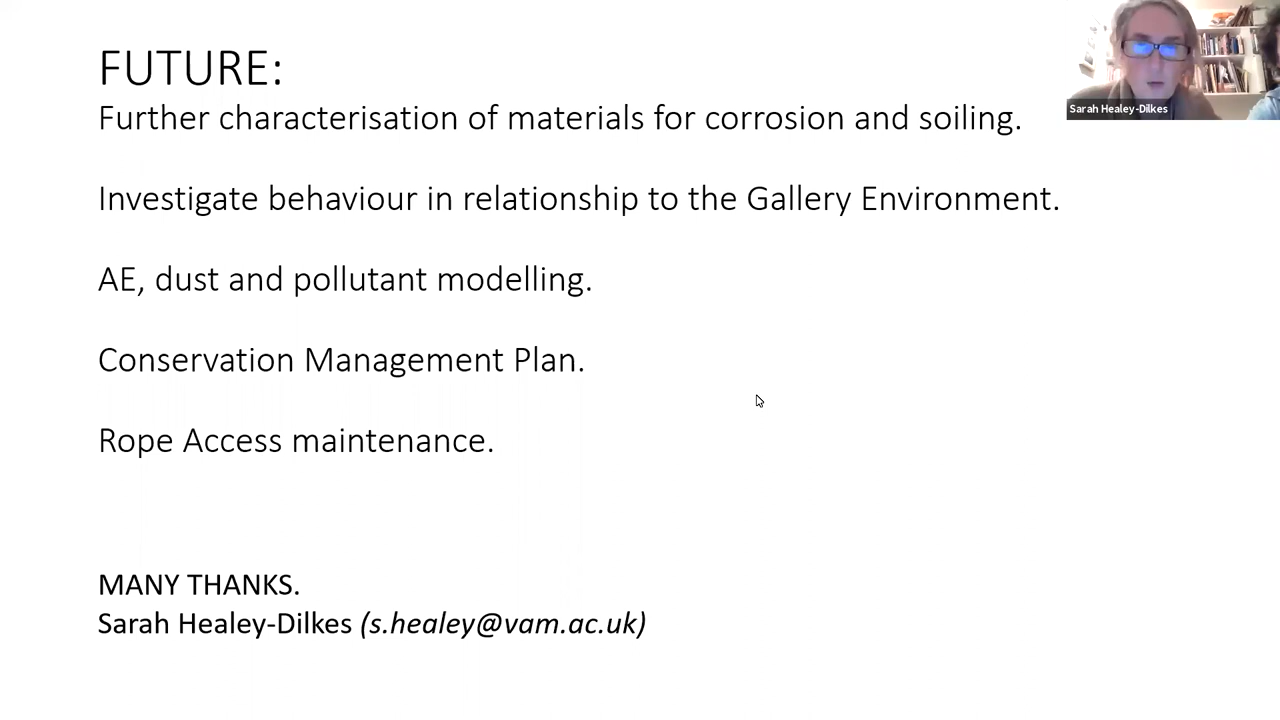 FUTURE:
Further characterisation of materials for corrosion and soiling.
Investigate behaviour in relationship to the Gallery Environment.
AE, dust and pollutant modelling.
Conservation Management Plan.
Rope Access maintenance.
MANY THANKS.
Sarah Healey-Dilkes (s.healey@vam.ac.uk)
Sarah Healey-Dilkes